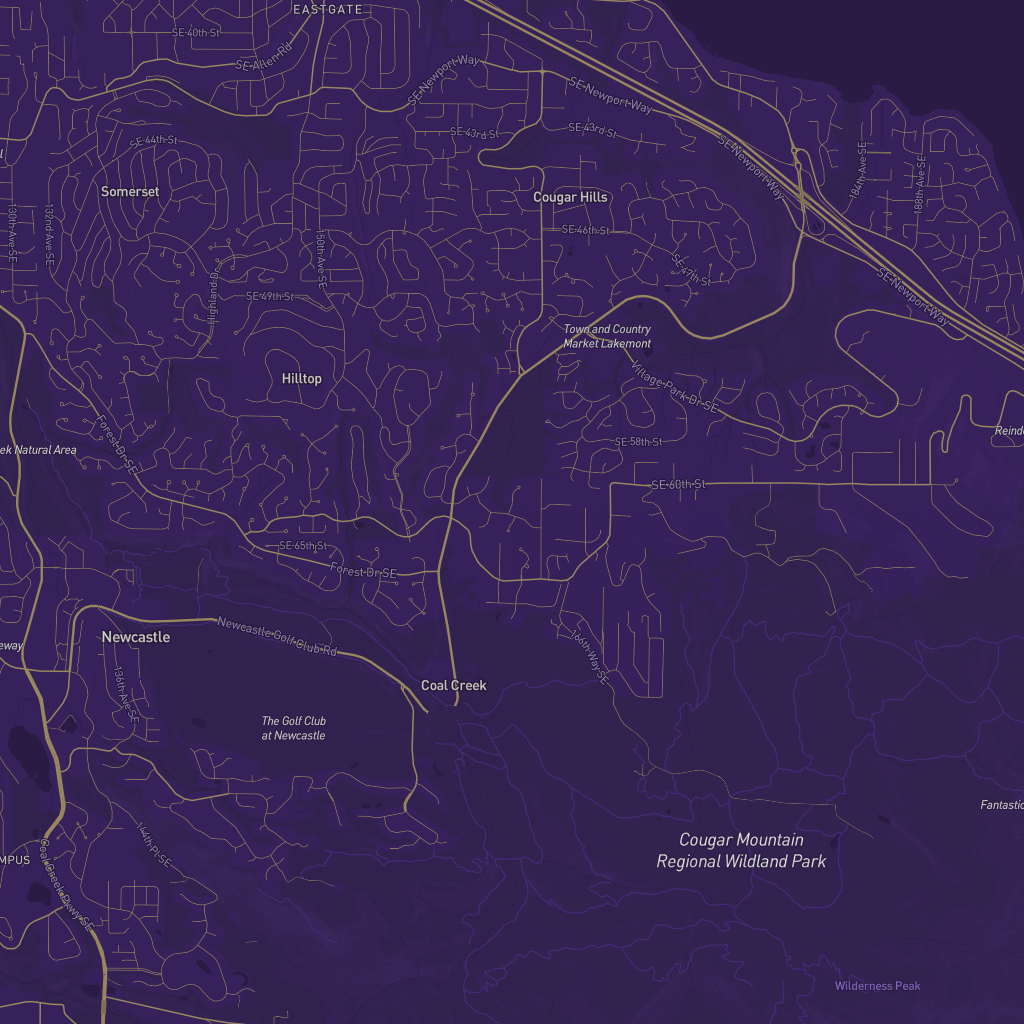 EASTGATE
SE 40th St
SE Allen Rd
SE Newport Way
SE Newport Way
SE 43rd St
SE 43rd St
SE 44th St
SE Newport Way
184th Ave SE
188th Ave SE
Somerset
Cougar Hills
130th Ave SE
132nd Ave SE
150th Ave SE
SE 46th St
SE 47th St
Highland Dr
SE 49th St
SE Newport Way
Town and Country
Market Lakemont
Hilltop
Village Park Dr SE
Forest Dr SE
SE 58th St
Reinde
ek Natural Area
SE 60th St
SE 65th St
Forest Dr SE
Newcastle Golf Club Rd
Newcastle
eway
166th Way SE
136th Ave SE
Coal Creek
The Golf Club
at Newcastle
Fantastic
144th Pl SE
Cougar Mountain
Regional Wildland Park
MPUS
Coal Creek Pkwy SE
Wilderness Peak